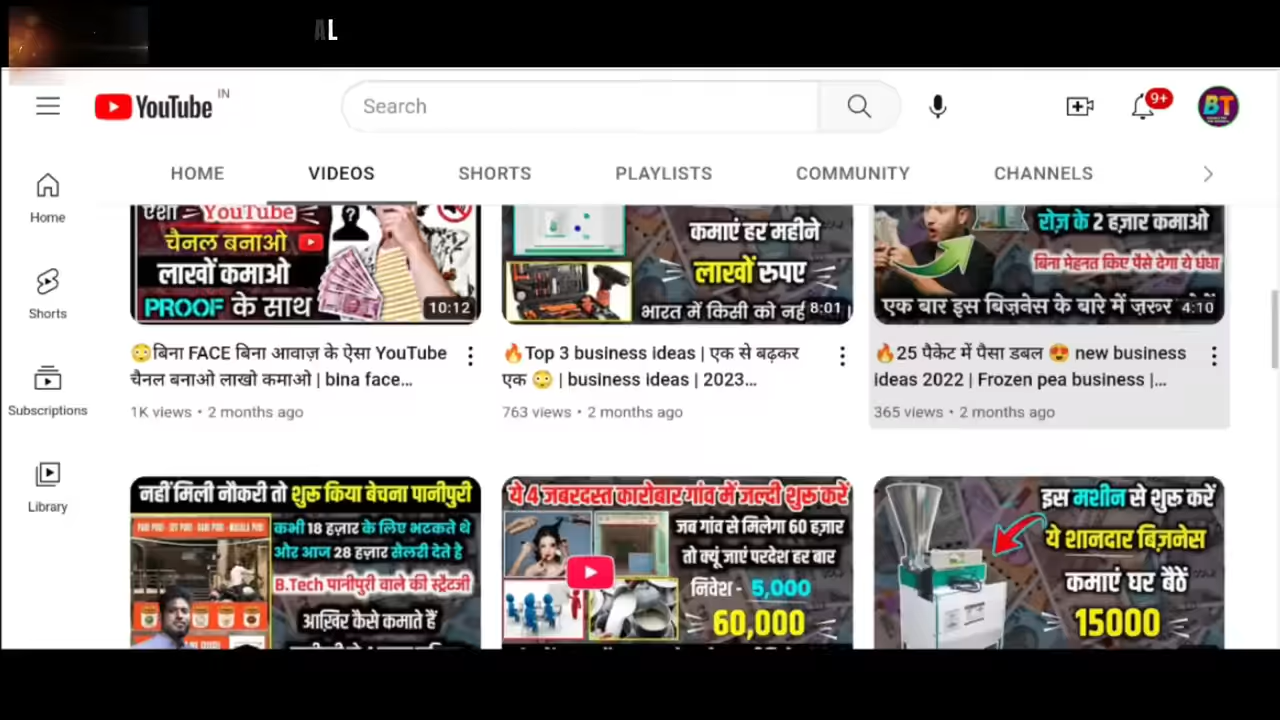 AL
YouTube IN
Search
9+
BT
HOME
VIDEOS
SHORTS
PLAYLISTS
COMMUNITY
CHANNELS
Home
Shorts
Subscriptions
Library
ऐसा YouTube
चैनल बनाओ
लाखों कमाओ
PROOF के साथ
10:12
😳बिना FACE बिना आवाज़ के ऐसा YouTube
चैनल बनाओ लाखो कमाओ | bina face...
1K views • 2 months ago
कमाएं हर महीने
लाखों रुपए
भारत में किसी को नहीं
8:01
🔥Top 3 business ideas | एक से बढ़कर
एक 😳 | business ideas | 2023...
763 views • 2 months ago
रोज़ के 2 हज़ार कमाओ
बिना मेहनत किए पैसे देगा ये धंधा
एक बार इस बिज़नेस के बारे में ज़रूर
4:10
🔥25 पैकेट में पैसा डबल 😍 new business
ideas 2022 | Frozen pea business |...
365 views • 2 months ago
नहीं मिली नौकरी तो शुरू किया बेचना पानीपुरी
कभी 18 हज़ार के लिए भटकते थे
और आज 28 हज़ार सेलरी देते है
B.Tech पानीपुरी वाले की स्ट्रैटजी
आख़िर कैसे कमाते हैं
ये 4 जबरदस्त कारोबार गांव में जल्दी शुरू करें
जब गांव से मिलेगा 60 हज़ार
तो क्यूं जाएं परदेश हर बार
निवेश - 5,000
60,000
इस मशीन से शुरू करें
ये शानदार बिज़नेस
कमाएं घर बैठें
15000